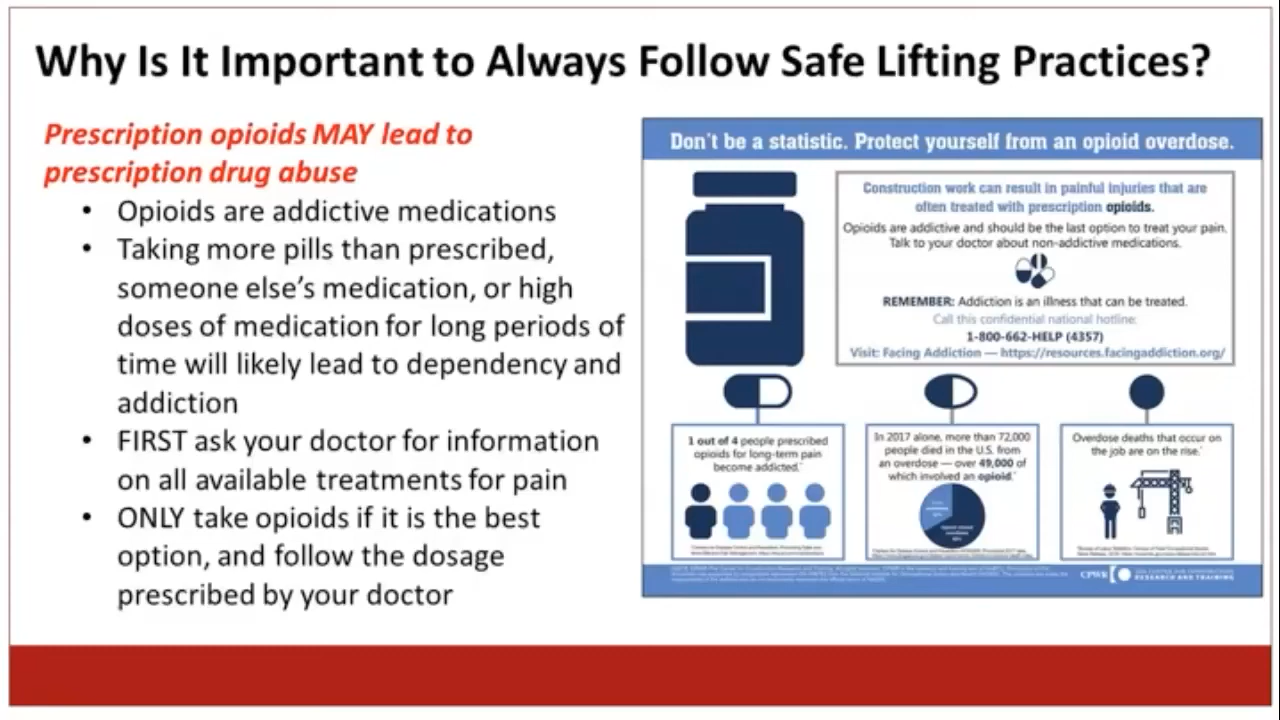 Why Is It Important to Always Follow Safe Lifting Practices?
Prescription opioids MAY lead to
prescription drug abuse
• Opioids are addictive medications
• Taking more pills than prescribed,
someone else’s medication, or high
doses of medication for long periods of
time will likely lead to dependency and
addiction
• FIRST ask your doctor for information
on all available treatments for pain
• ONLY take opioids if it is the best
option, and follow the dosage
prescribed by your doctor
Don't be a statistic. Protect yourself from an opioid overdose.
Construction work can result in painful injuries that are
often treated with prescription opioids.
Opioids are addictive and should be the last option to treat your pain.
Talk to your doctor about non-addictive medications.
REMEMBER: Addiction is an illness that can be treated.
Call this confidential national hotline:
1-800-662-HELP (4357)
Visit: Facing Addiction — https://resources.facingaddiction.org/
1 out of 4 people prescribed
opioids for long-term pain
become addicted.*
In 2017 alone, more than 72,000
people died in the U.S. from
an overdose — over 49,000 of
which involved an opioid.*
Overdose deaths that occur on
the job are on the rise.*
CPWR
THE CENTER FOR CONSTRUCTION
RESEARCH AND TRAINING